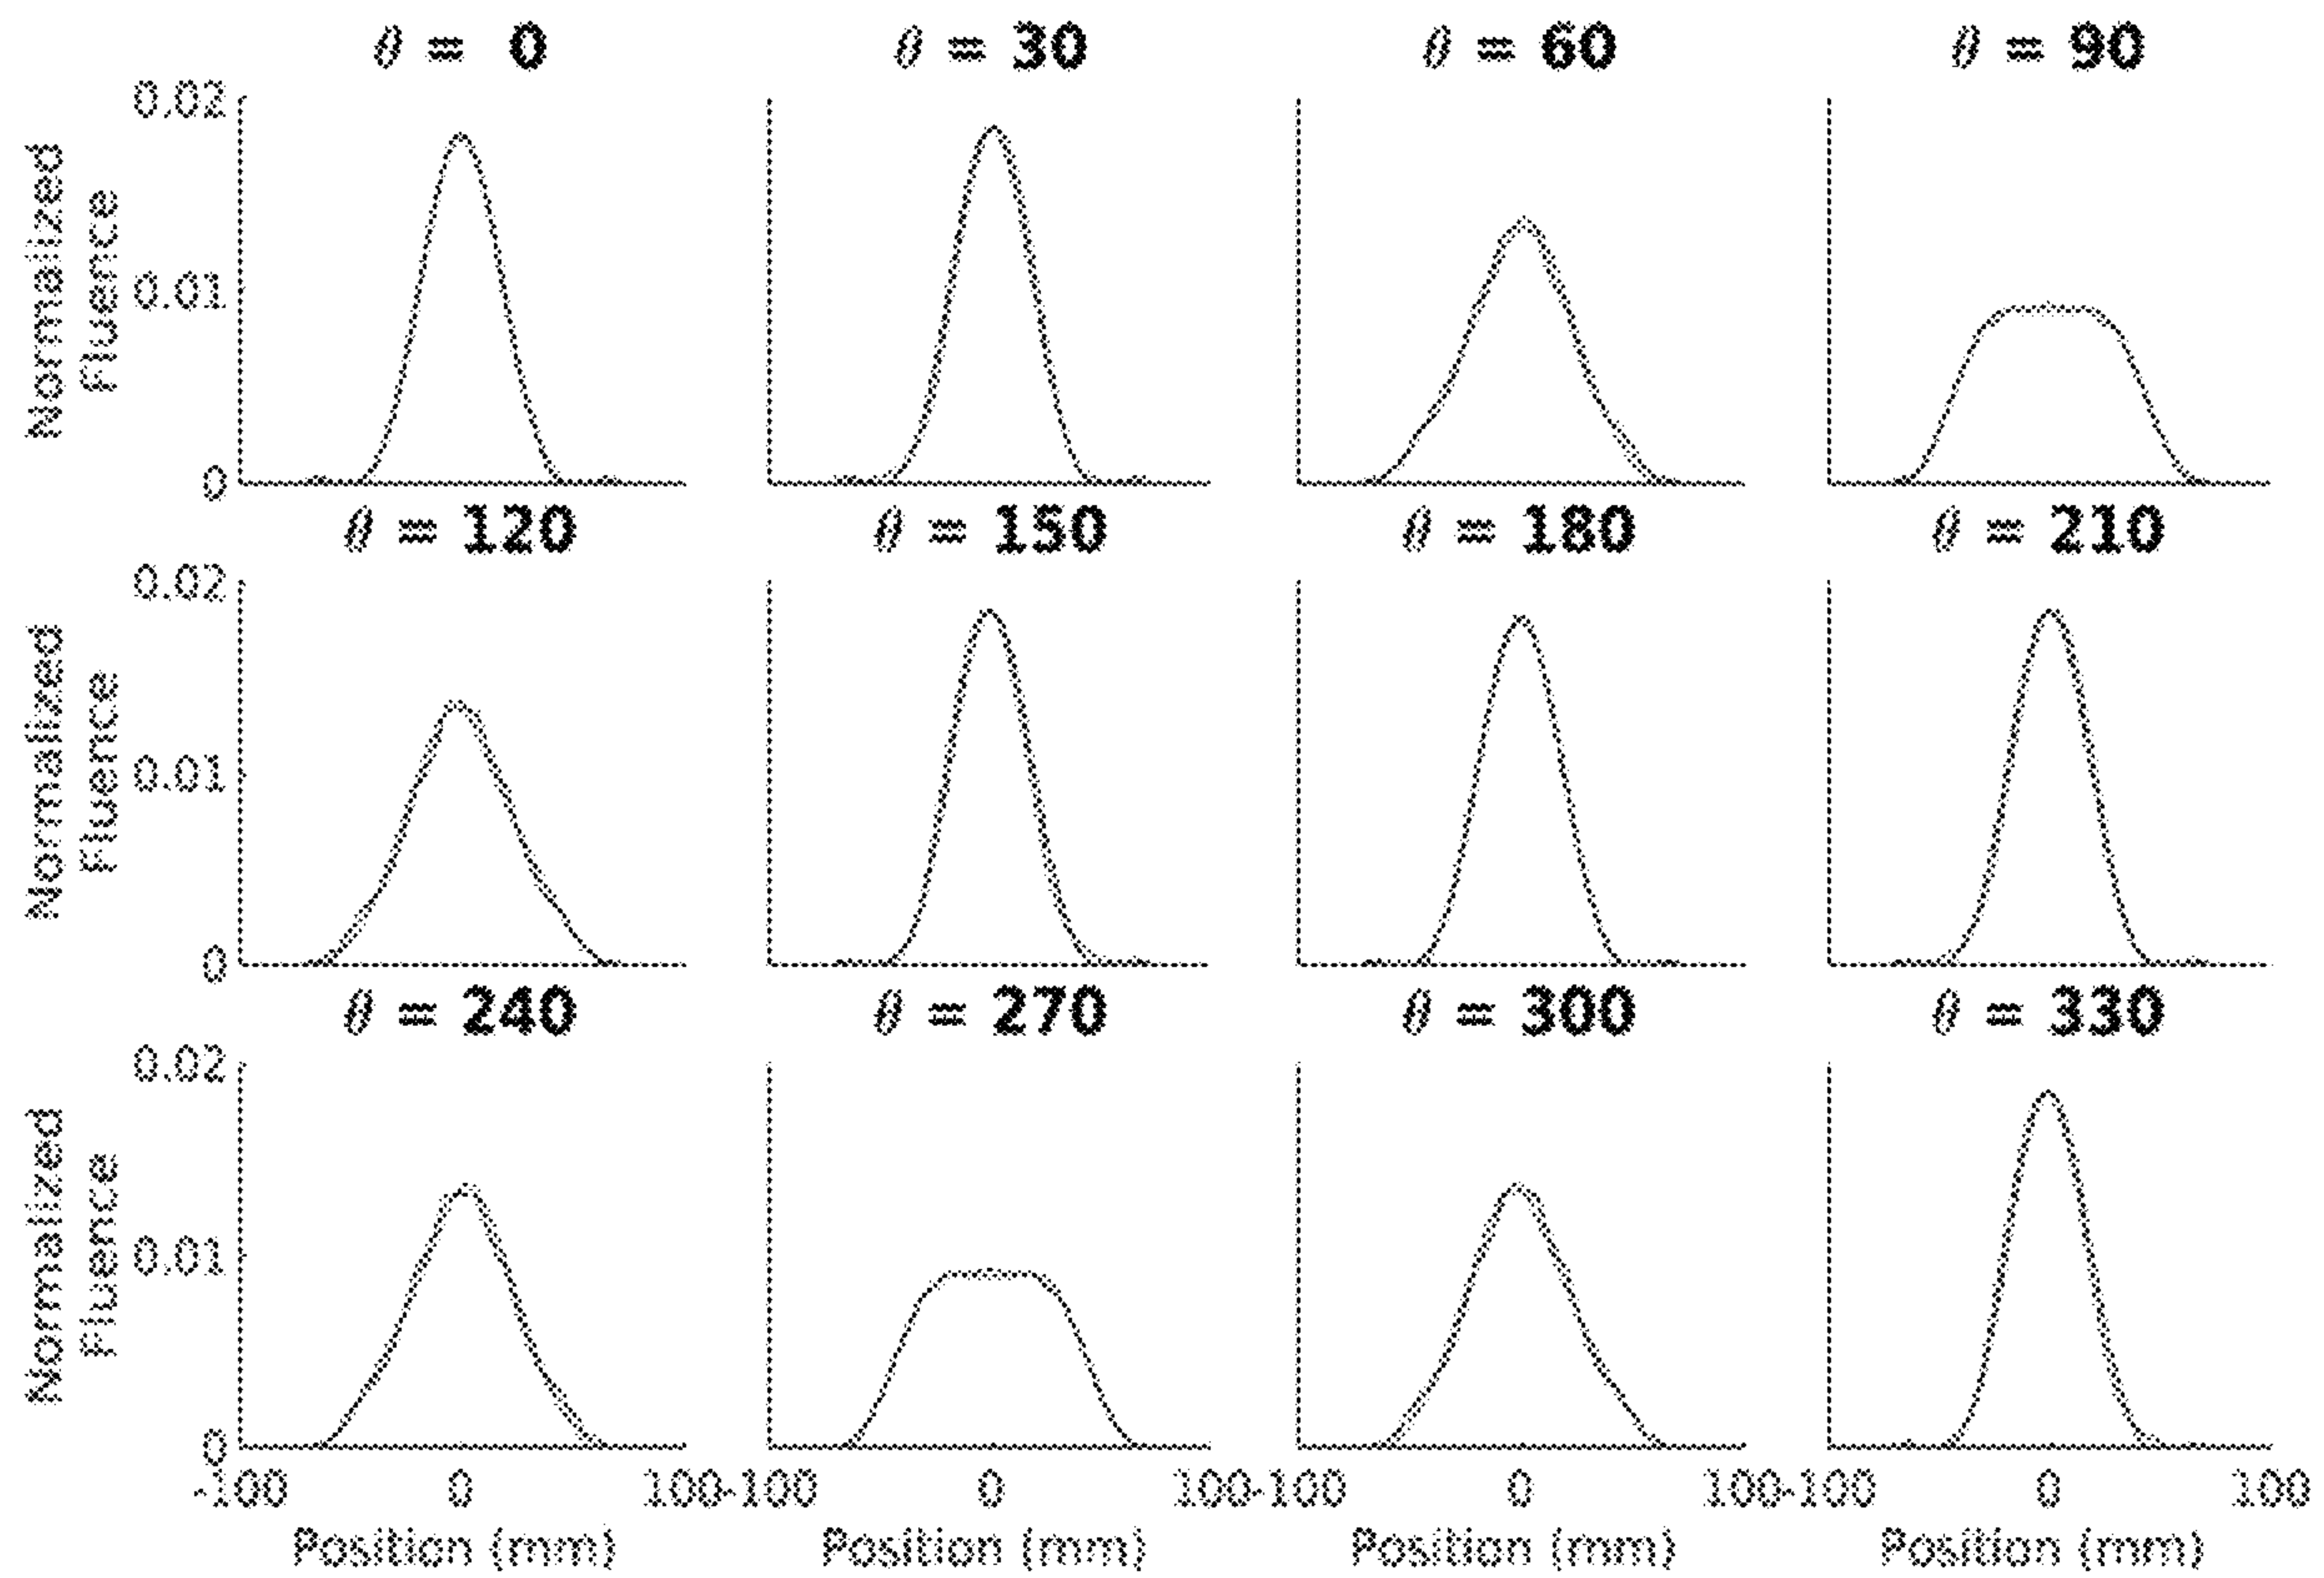 θ = 0 θ = 30 θ = 60 θ = 90
0.02
Normalized
Fluence
0.01
0
θ = 120 θ = 150 θ = 180 θ = 210
0.02
Normalized
Fluence
0.01
0
θ = 240 θ = 270 θ = 300 θ = 330
0.02
Normalized
Fluence
0.01
0
-100 0 100 -100 0 100 -100 0 100 -100 0 100
Position (mm) Position (mm) Position (mm) Position (mm)